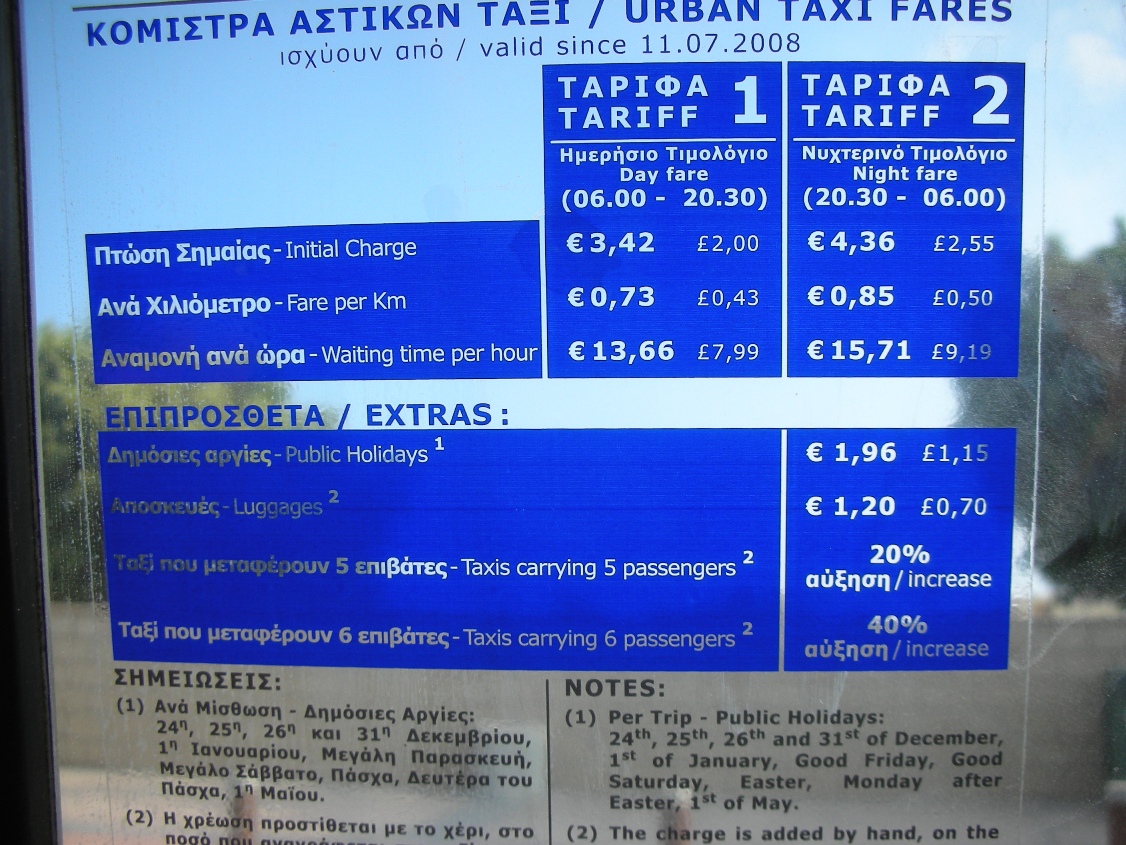 ΚΟΜΙΣΤΡΑ ΑΣΤΙΚΩΝ ΤΑΞΙ / URBAN TAXI FARES
ισχύουν από / valid since 11.07.2008
ΤΑΡΙΦΑ 1
TARIFF
Ημερήσιο Τιμολόγιο
Day fare
(06.00 - 20.30)
ΤΑΡΙΦΑ 2
TARIFF
Νυχτερινό Τιμολόγιο
Night fare
(20.30 - 06.00)
Πτώση Σημαίας - Initial Charge € 3,42 £2,00 € 4,36 £2,55
Ανά Χιλιόμετρο - Fare per Km € 0,73 £0,43 € 0,85 £0,50
Αναμονή ανά ώρα - Waiting time per hour € 13,66 £7,99 € 15,71 £9,19
ΕΠΙΠΡΟΣΘΕΤΑ / EXTRAS :
Δημόσιες αργίες - Public Holidays 1 € 1,96 £1,15
Αποσκευές - Luggages 2 € 1,20 £0,70
Ταξί που μεταφέρουν 5 επιβάτες - Taxis carrying 5 passengers 2 20%
αύξηση / increase
Ταξί που μεταφέρουν 6 επιβάτες - Taxis carrying 6 passengers 2 40%
αύξηση / increase
ΣΗΜΕΙΩΣΕΙΣ:
(1) Ανά Μίσθωση - Δημόσιες Αργίες:
24η, 25η, 26η και 31η Δεκεμβρίου,
1η Ιανουαρίου, Μεγάλη Παρασκευή,
Μεγάλο Σάββατο, Πάσχα, Δευτέρα του
Πάσχα, 1η Μαϊου.
(2) Η χρέωση προστίθεται με το χέρι, στο
ποσό που
NOTES:
(1) Per Trip - Public Holidays:
24th, 25th, 26th and 31st of December,
1st of January, Good Friday, Good
Saturday, Easter, Monday after
Easter, 1st of May.
(2) The charge is added by hand, on the